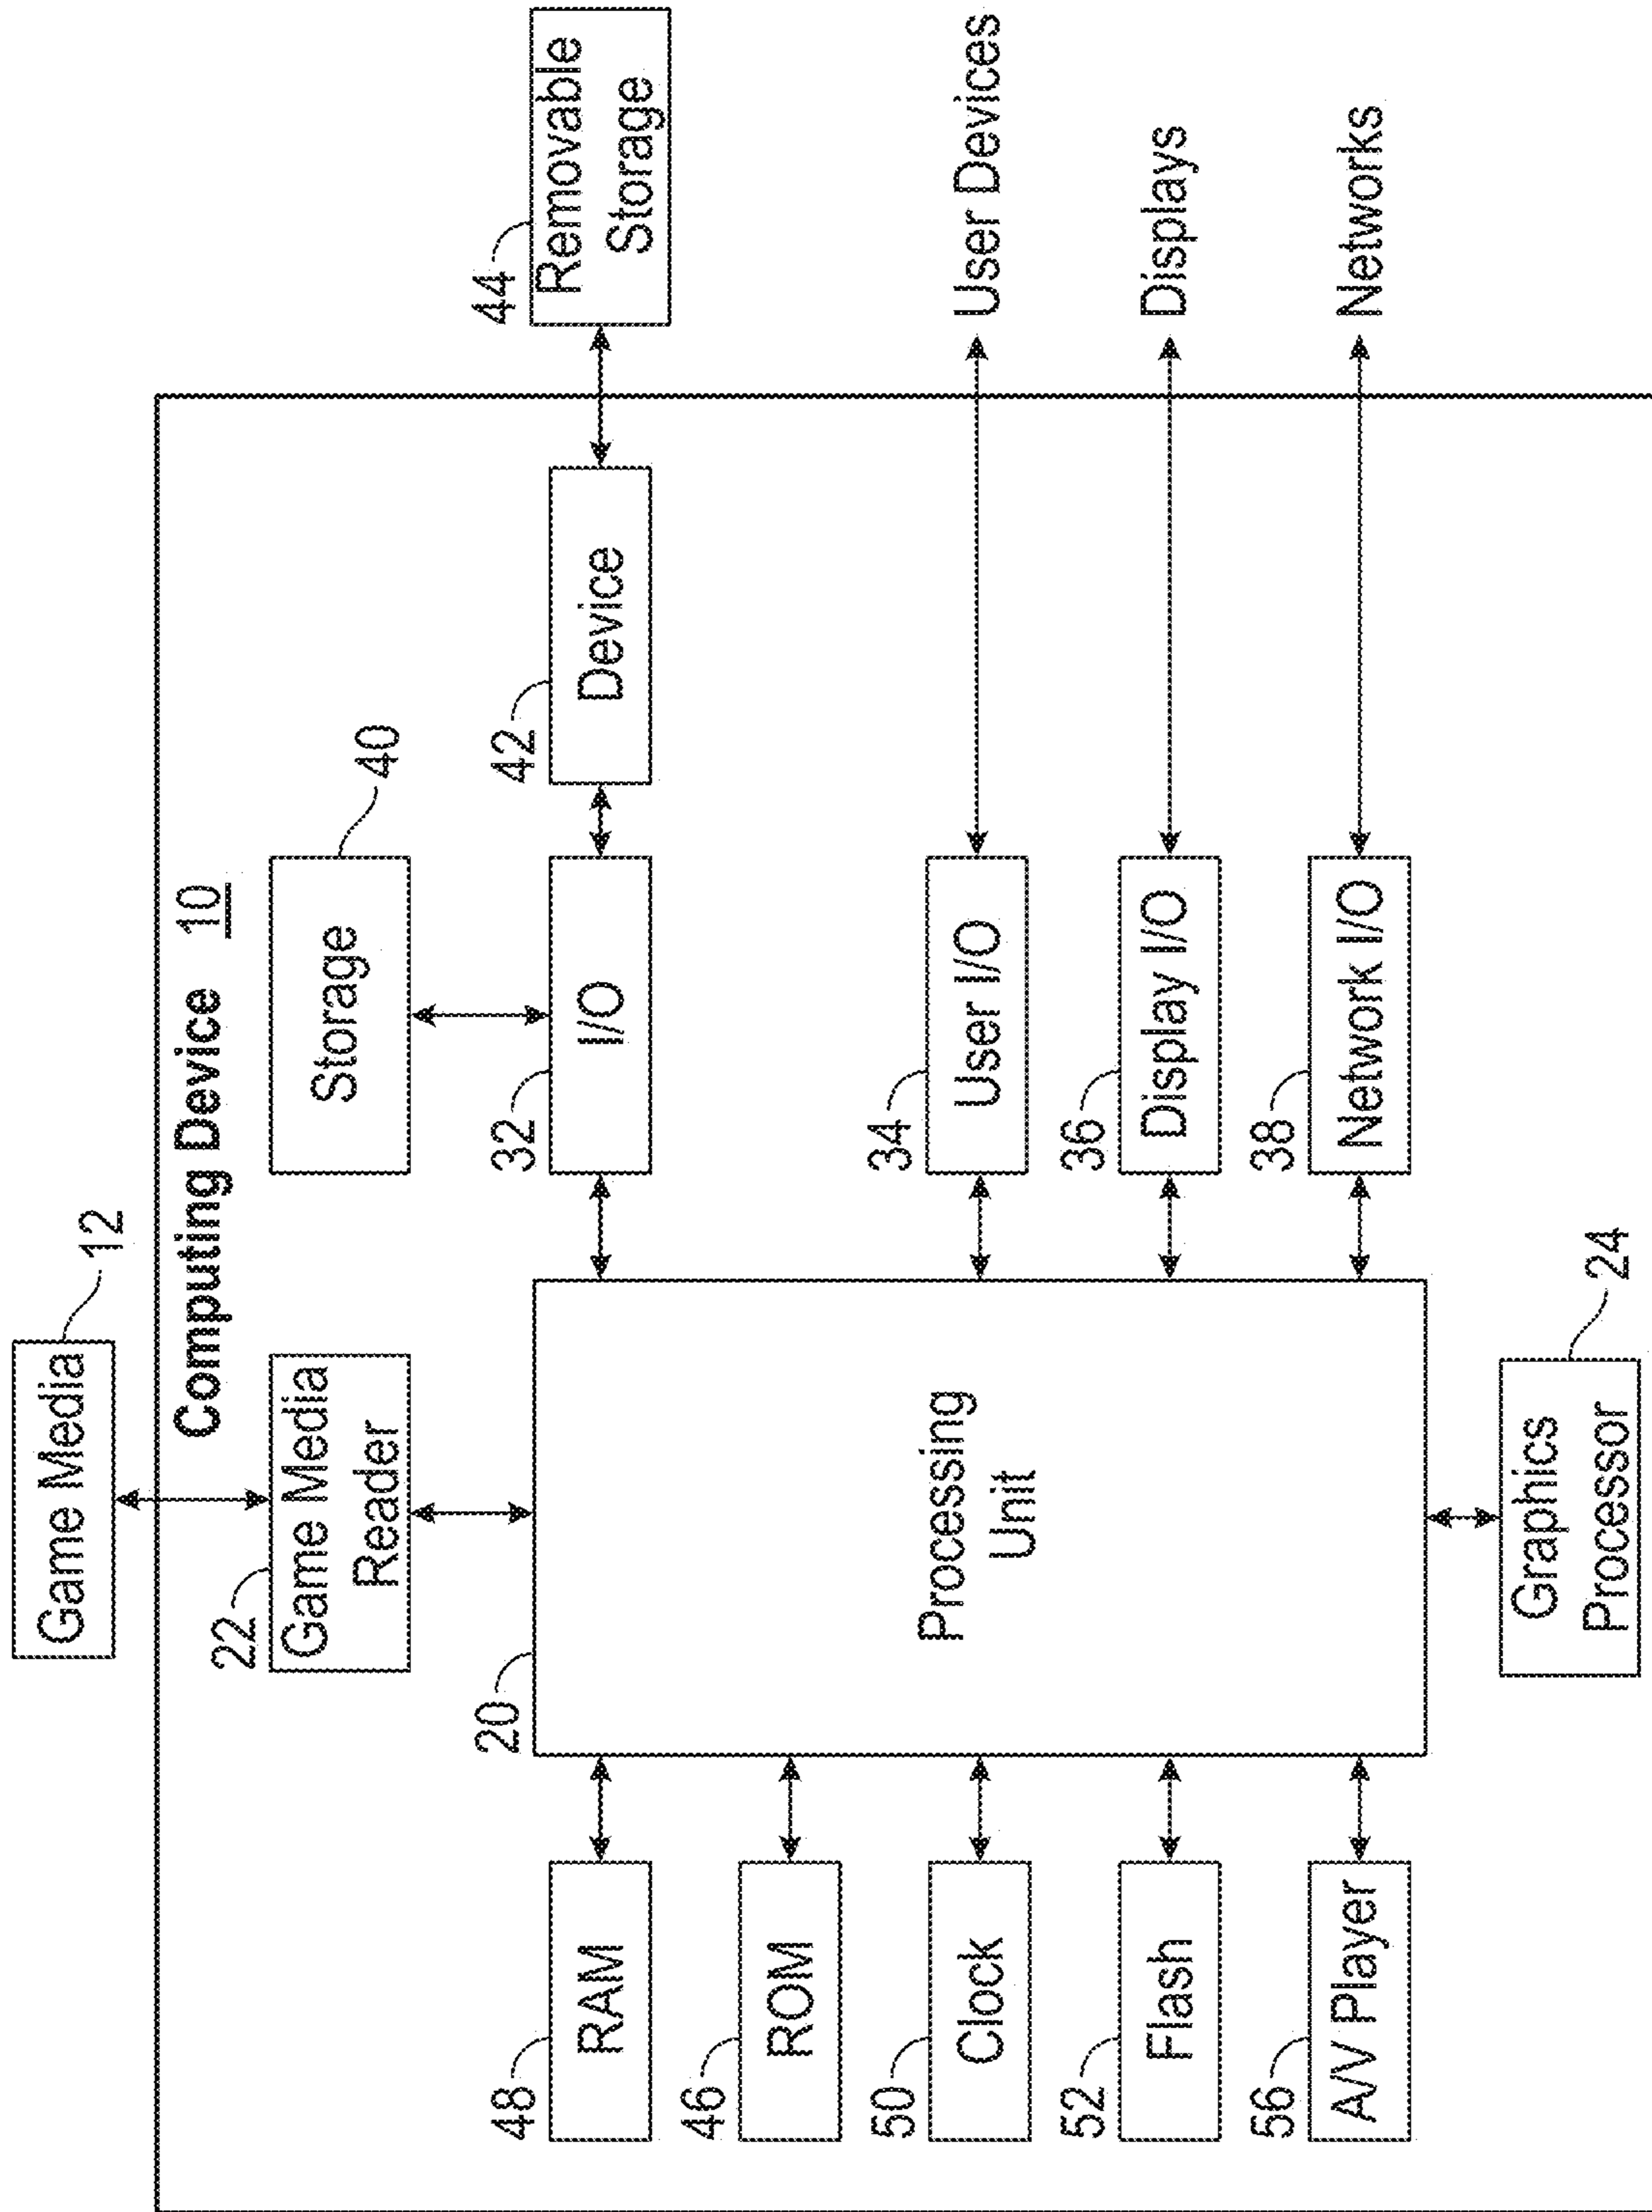 Game Media
12
Computing Device 10
22
Game Media
Reader
Storage
40
44
Removable
Storage
20
Processing
Unit
48
RAM
32
I/O
42
Device
46
ROM
50
Clock
34
User I/O
User Devices
52
Flash
36
Display I/O
Displays
56
A/V Player
38
Network I/O
Networks
Graphics
Processor
24